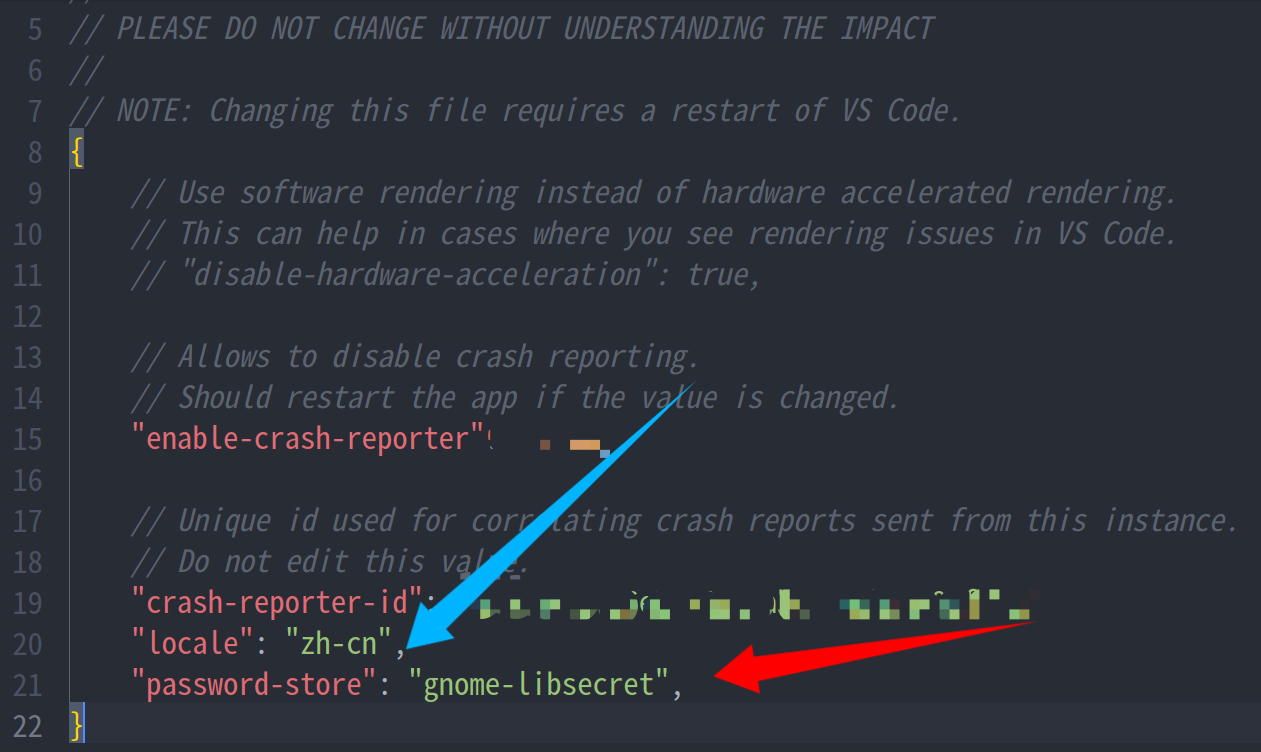 5 // PLEASE DO NOT CHANGE WITHOUT UNDERSTANDING THE IMPACT
6 //
7 // NOTE: Changing this file requires a restart of VS Code.
8 {
9 // Use software rendering instead of hardware accelerated rendering.
10 // This can help in cases where you see rendering issues in VS Code.
11 // "disable-hardware-acceleration": true,
12
13 // Allows to disable crash reporting.
14 // Should restart the app if the value is changed.
15 "enable-crash-reporter"
16
17 // Unique id used for correlating crash reports sent from this instance.
18 // Do not edit this value.
19 "crash-reporter-id":
20 "locale": "zh-cn",
21 "password-store": "gnome-libsecret",
22 }